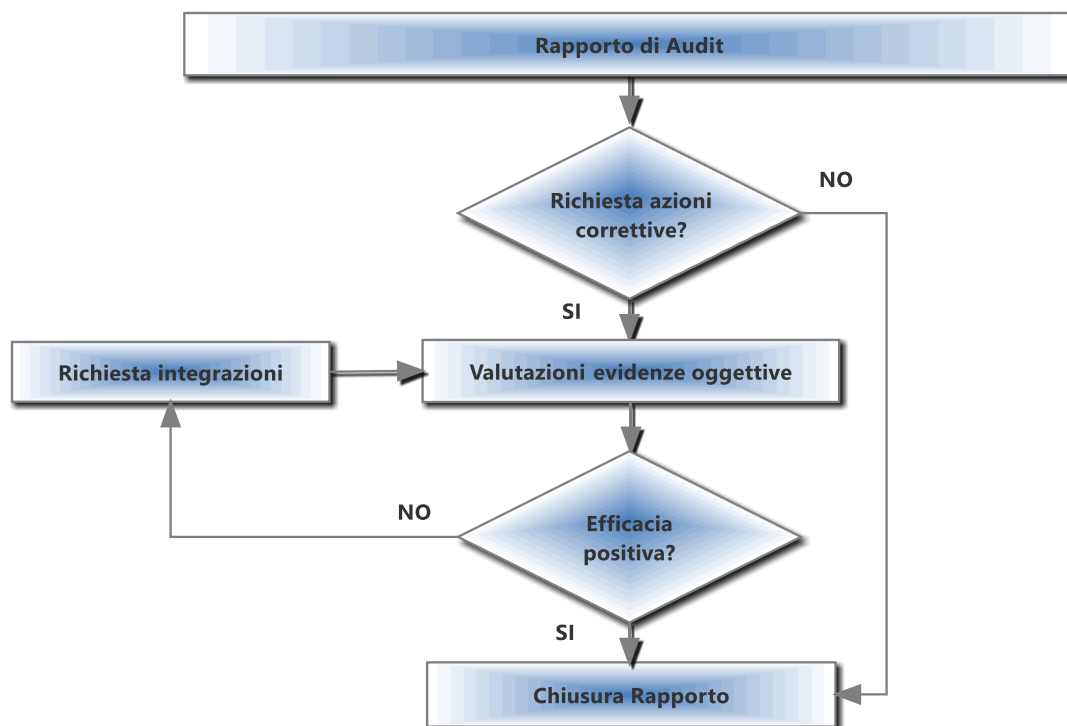 Rapporto di Audit
NO
Richiesta azioni
correttive?
SI
Richiesta integrazioni
Valutazioni evidenze oggettive
NO
Efficacia
positiva?
SI
Chiusura Rapporto